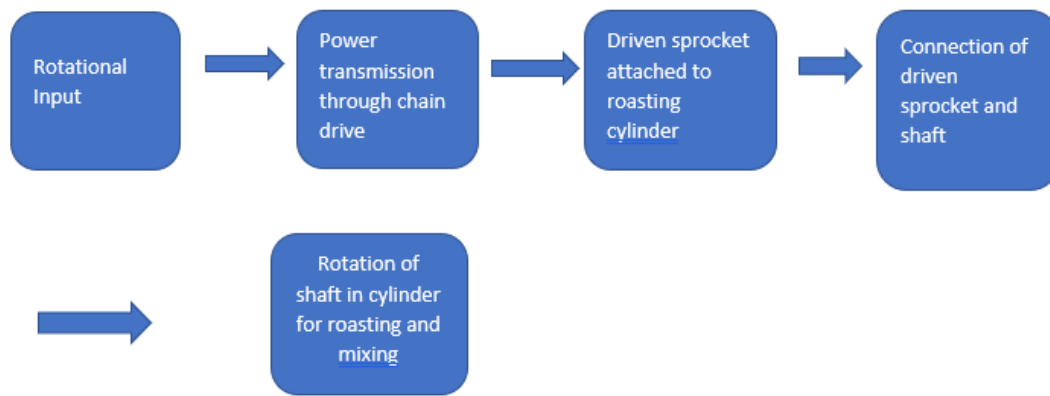 Rotational
Input
Power
transmission
through chain
drive
Driven sprocket
attached to
roasting
cylinder
Connection of
driven
sprocket and
shaft
Rotation of
shaft in cylinder
for roasting and
mixing